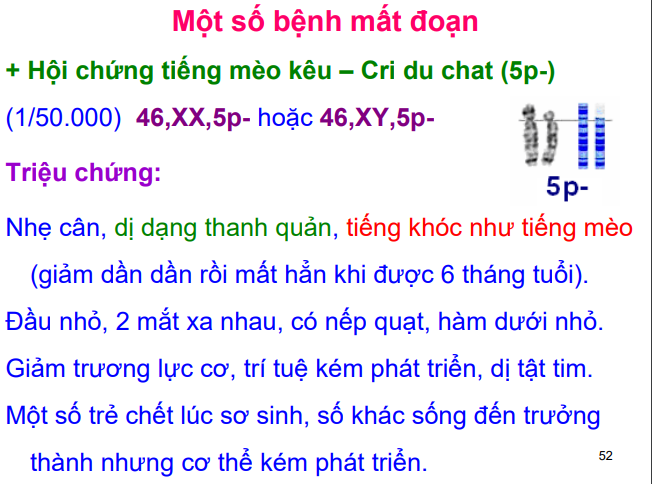 Một số bệnh mất đoạn
+ Hội chứng tiếng mèo kêu – Cri du chat (5p-)
(1/50.000) 46,XX,5p- hoặc 46,XY,5p-
5p-
Triệu chứng:
Nhẹ cân, dị dạng thanh quản, tiếng khóc như tiếng mèo
(giảm dần dần rồi mất hẳn khi được 6 tháng tuổi).
Đầu nhỏ, 2 mắt xa nhau, có nếp quạt, hàm dưới nhỏ.
Giảm trương lực cơ, trí tuệ kém phát triển, dị tật tim.
Một số trẻ chết lúc sơ sinh, số khác sống đến trưởng
thành nhưng cơ thể kém phát triển.
52